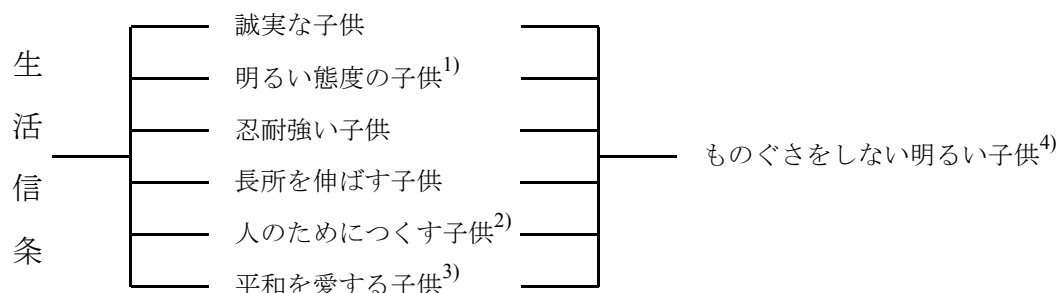 生活信条
誠実な子供
明るい態度の子供1)
忍耐強い子供
長所を伸ばす子供
人のためにつくす子供2)
平和を愛する子供3)
ものぐさをしない明るい子供4)